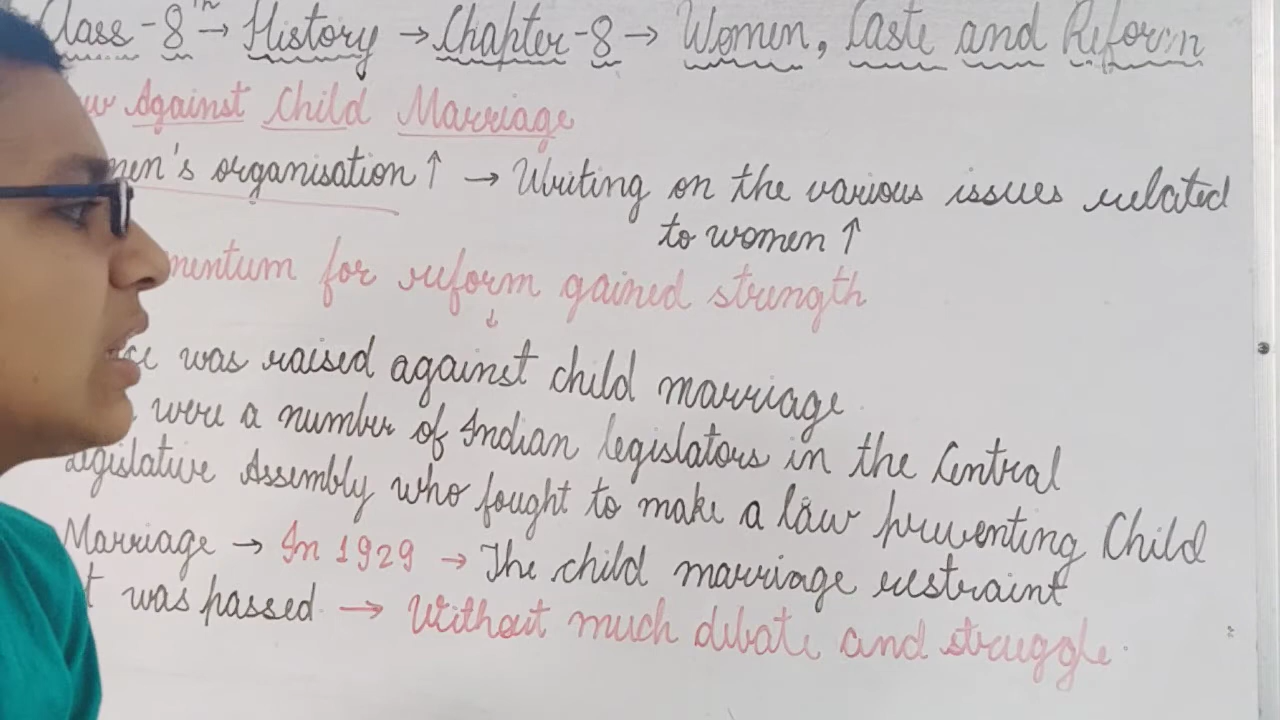 Class-8th → History → Chapter-8 → Women, Caste and Reform
Against Child Marriage
men's organisation ↑ → Writing on the various issues related
to women ↑
mentum for reform gained strength
↓
was raised against child marriage
were a number of Indian legislators in the Central
Legislative Assembly who fought to make a law preventing Child
Marriage → In 1929 → The child marriage restraint
t was passed → Without much debate and struggle.